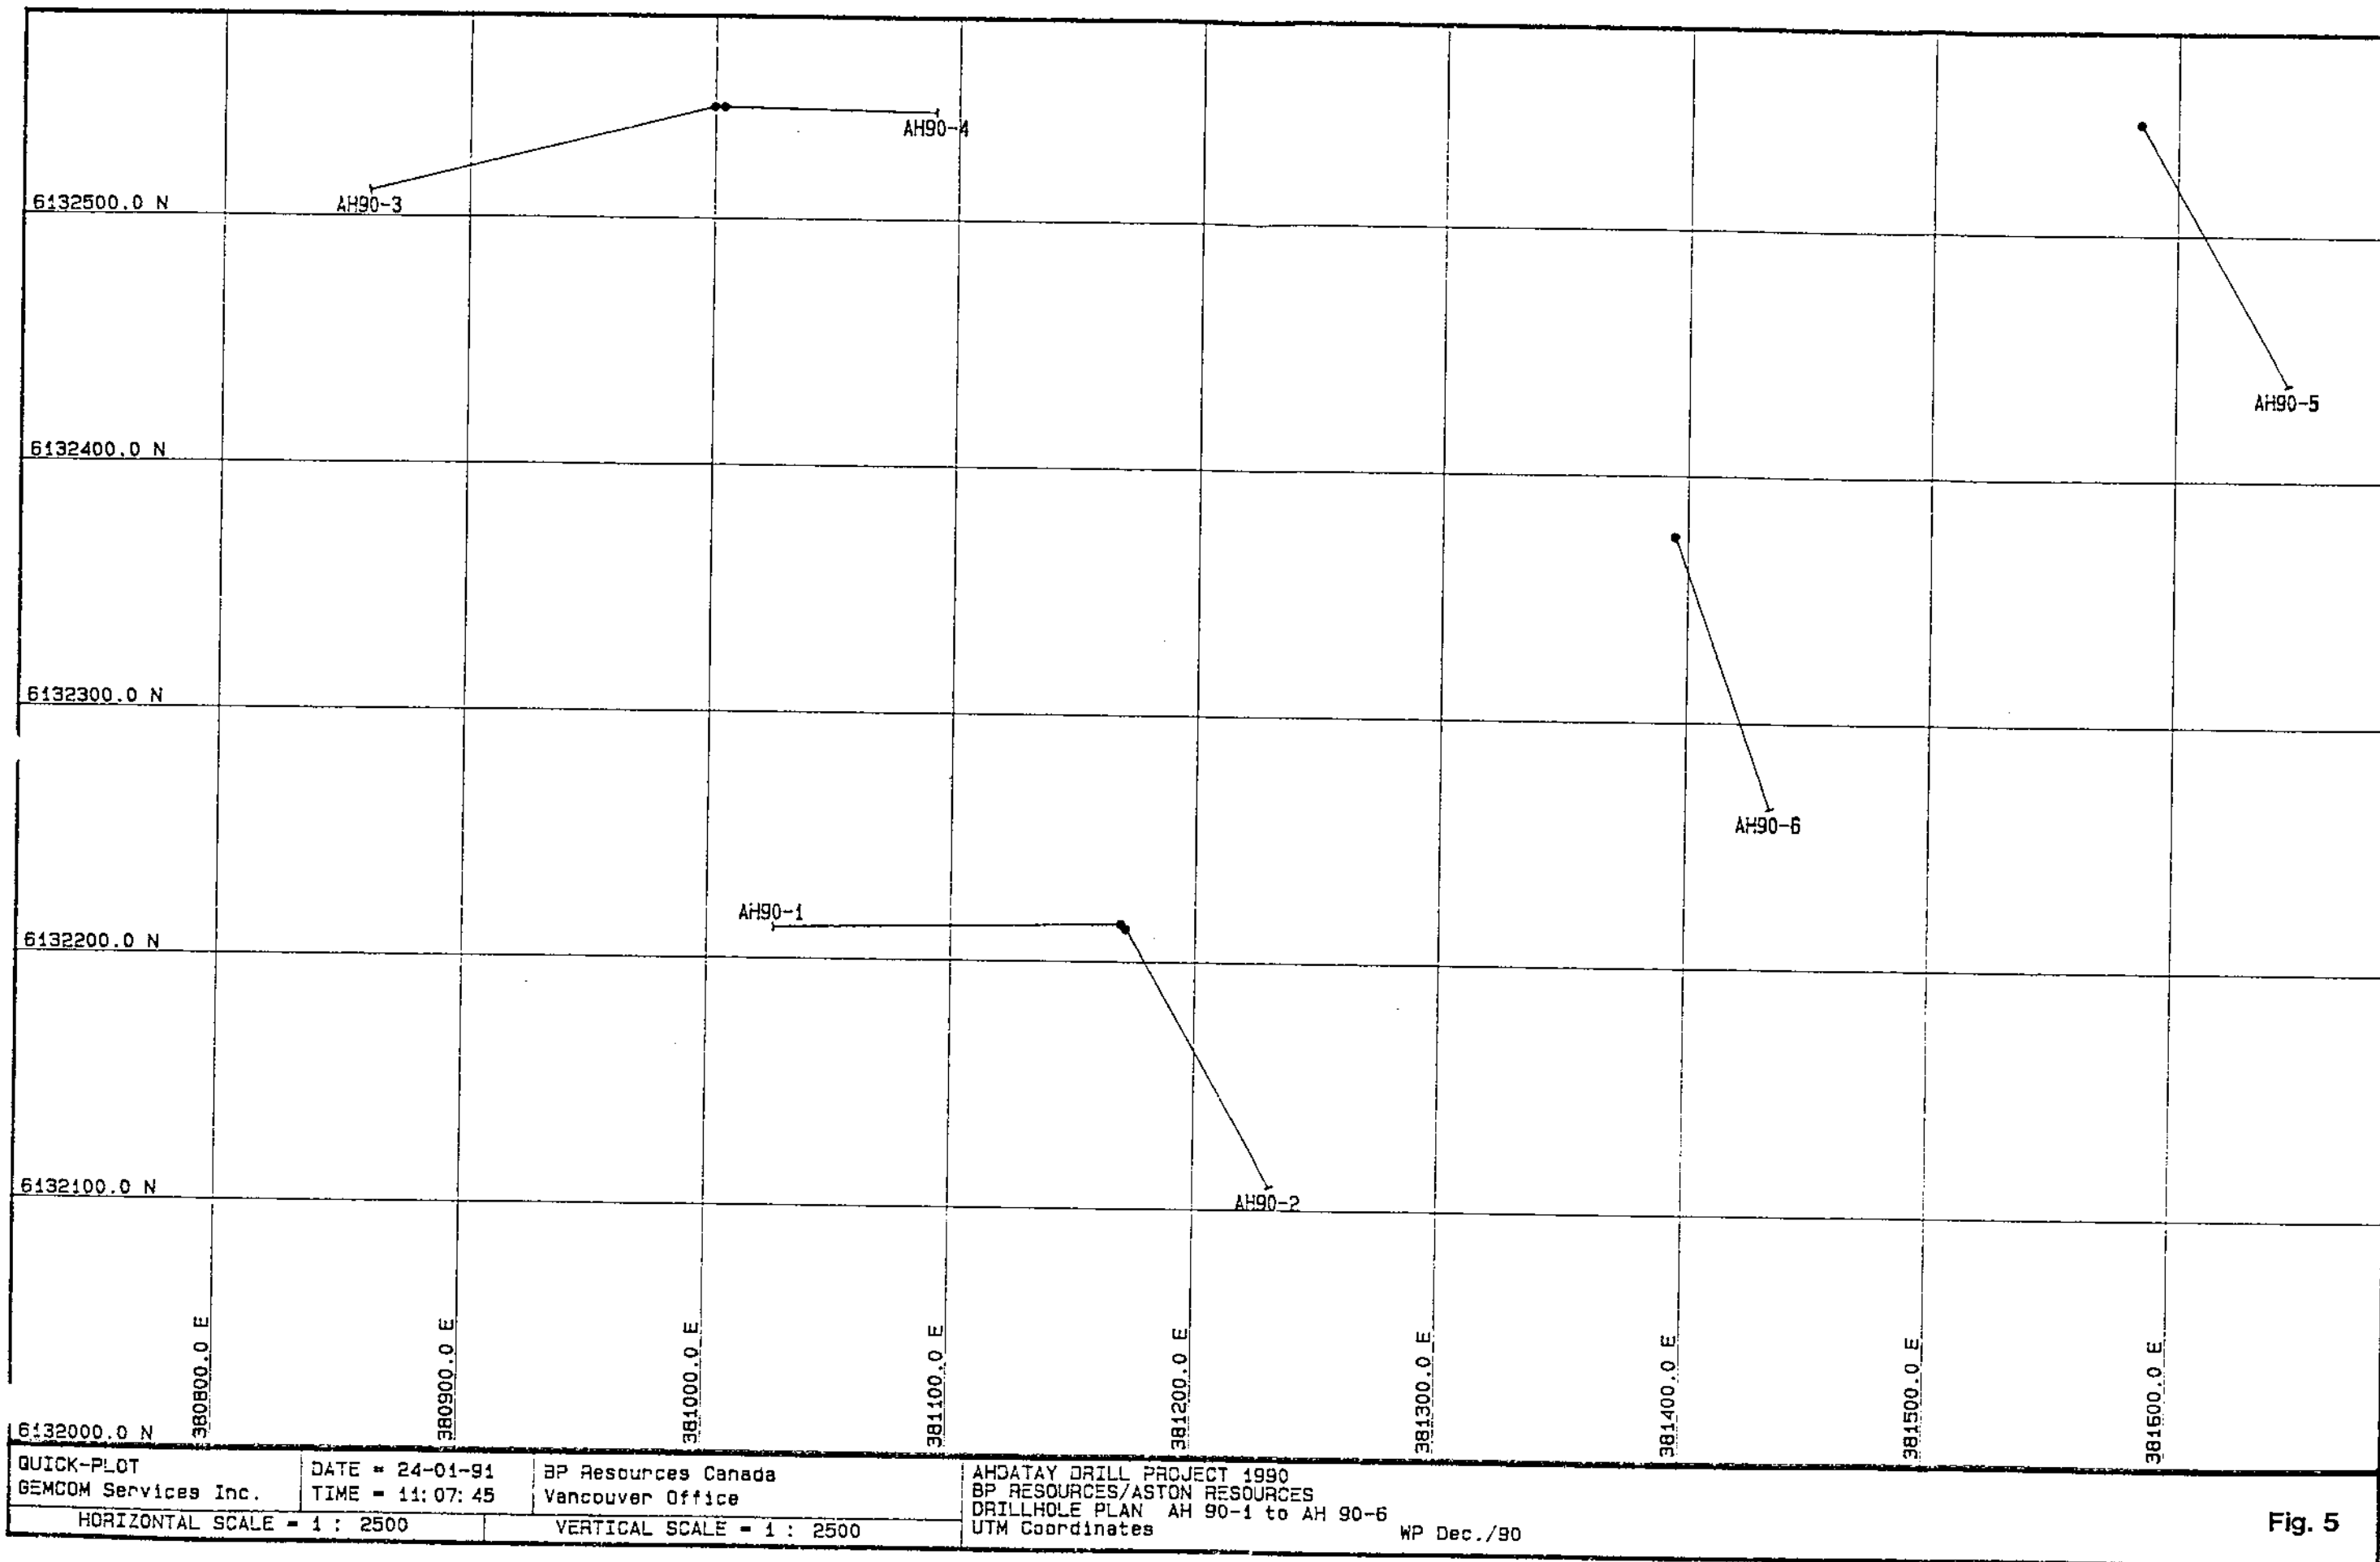 AH90-4
AH90-3
6132500.0 N
AH90-5
6132400.0 N
6132300.0 N
AH90-6
AH90-1
6132200.0 N
6132100.0 N
AH90-2
380800.0 E
380900.0 E
381000.0 E
381100.0 E
381200.0 E
381300.0 E
381400.0 E
381500.0 E
381600.0 E
6132000.0 N
QUICK-PLOT
GEMCOM Services Inc.
DATE = 24-01-91
TIME = 11:07:45
BP Resources Canada
Vancouver Office
HORIZONTAL SCALE = 1 : 2500
VERTICAL SCALE = 1 : 2500
AHDATAY DRILL PROJECT 1990
BP RESOURCES/ASTON RESOURCES
DRILLHOLE PLAN AH 90-1 to AH 90-6
UTM Coordinates
WP Dec./90
Fig. 5